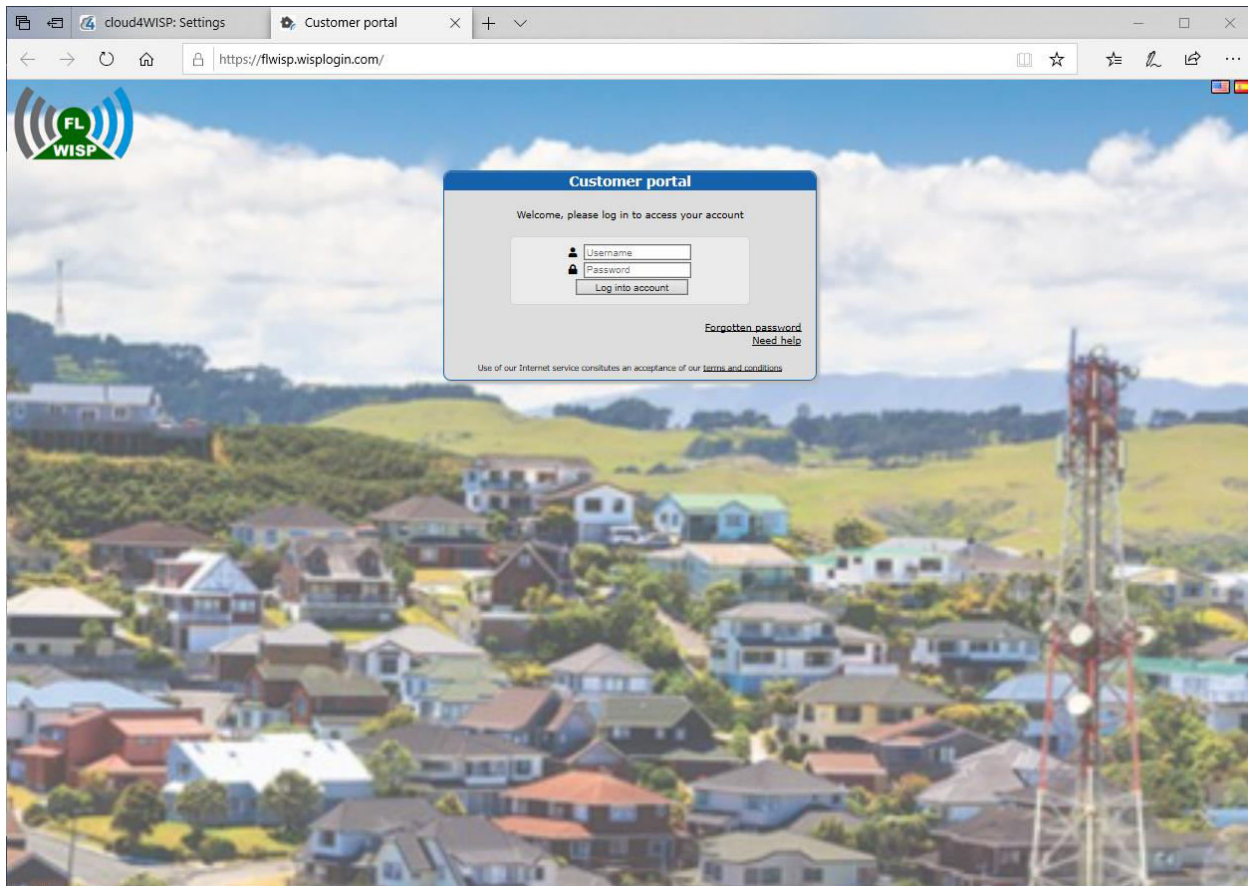 cloud4WISP: Settings
Customer portal
https://flwisp.wisplogin.com/
FL
WISP
Customer portal
Welcome, please log in to access your account
Username
Password
Log into account
Forgotten password
Need help
Use of our Internet service consitutes an acceptance of our terms and conditions